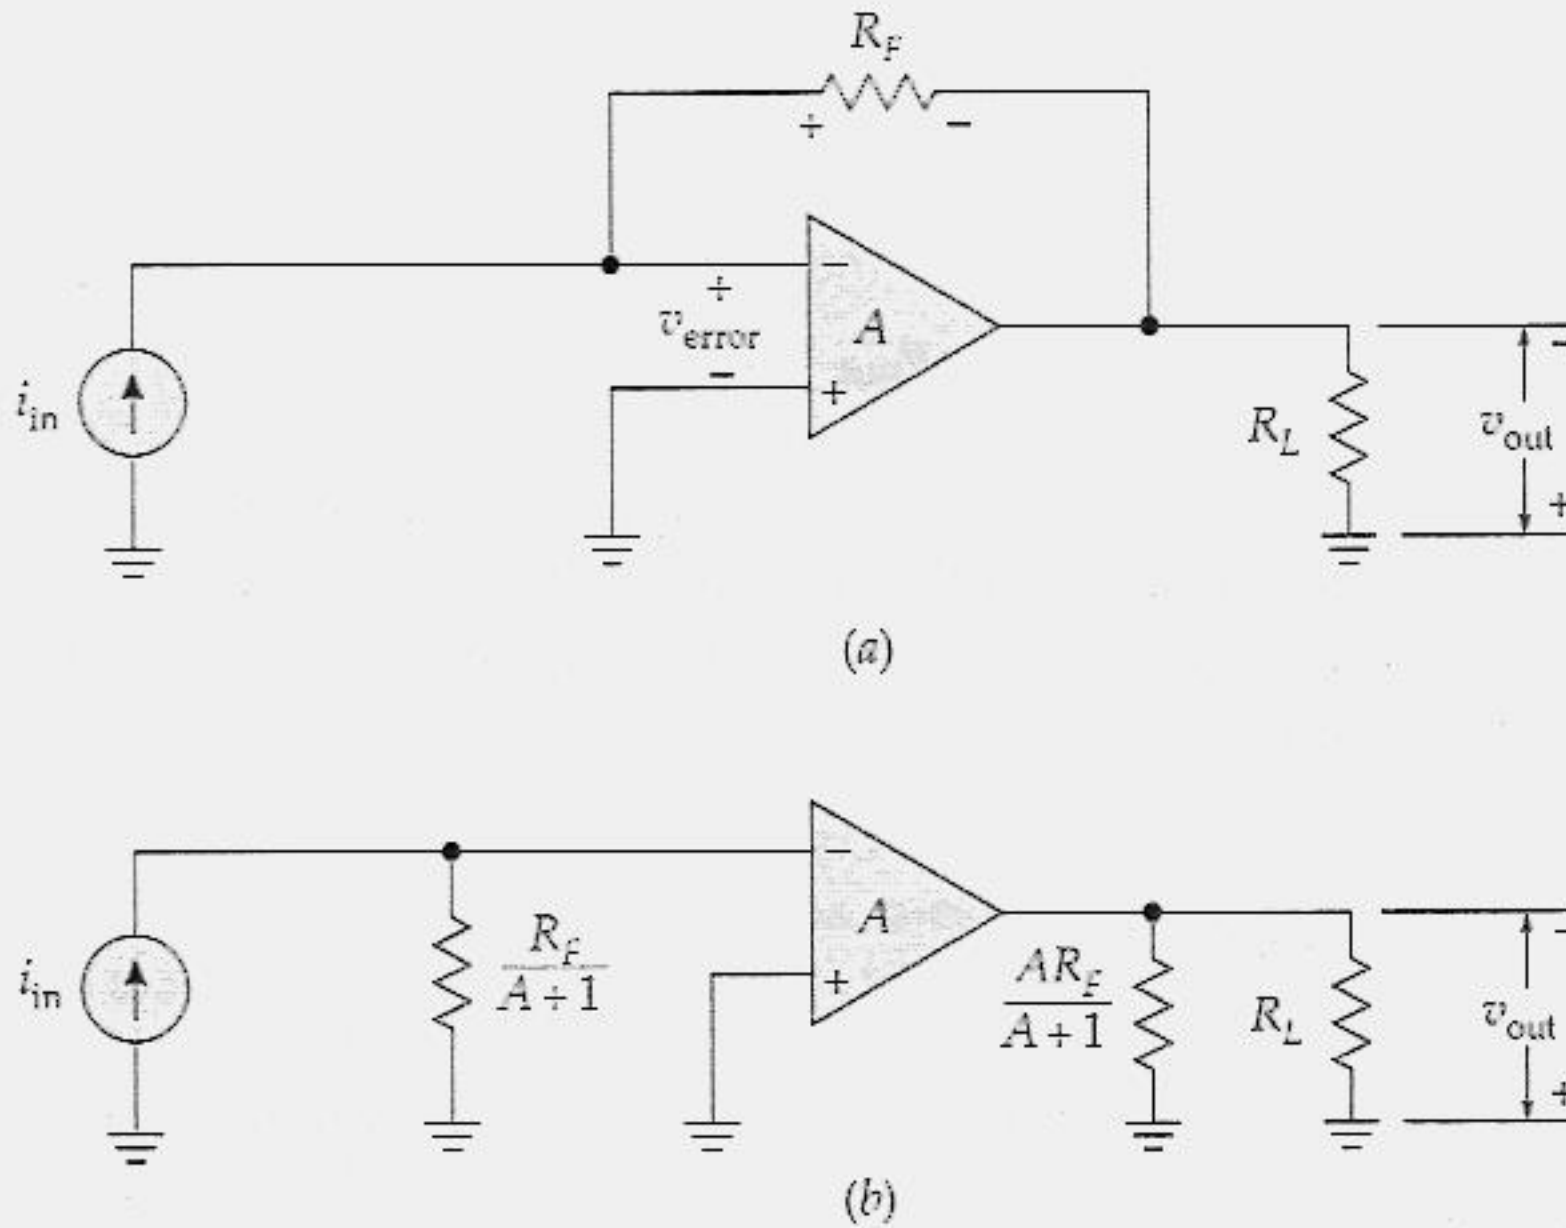 R_F
÷ −
−
÷
v_error
−
A
+
i_in
R_L
−
v_out
+
(a)
−
A
+
i_in
R_F
A + 1
AR_F
A + 1
R_L
−
v_out
+
(b)